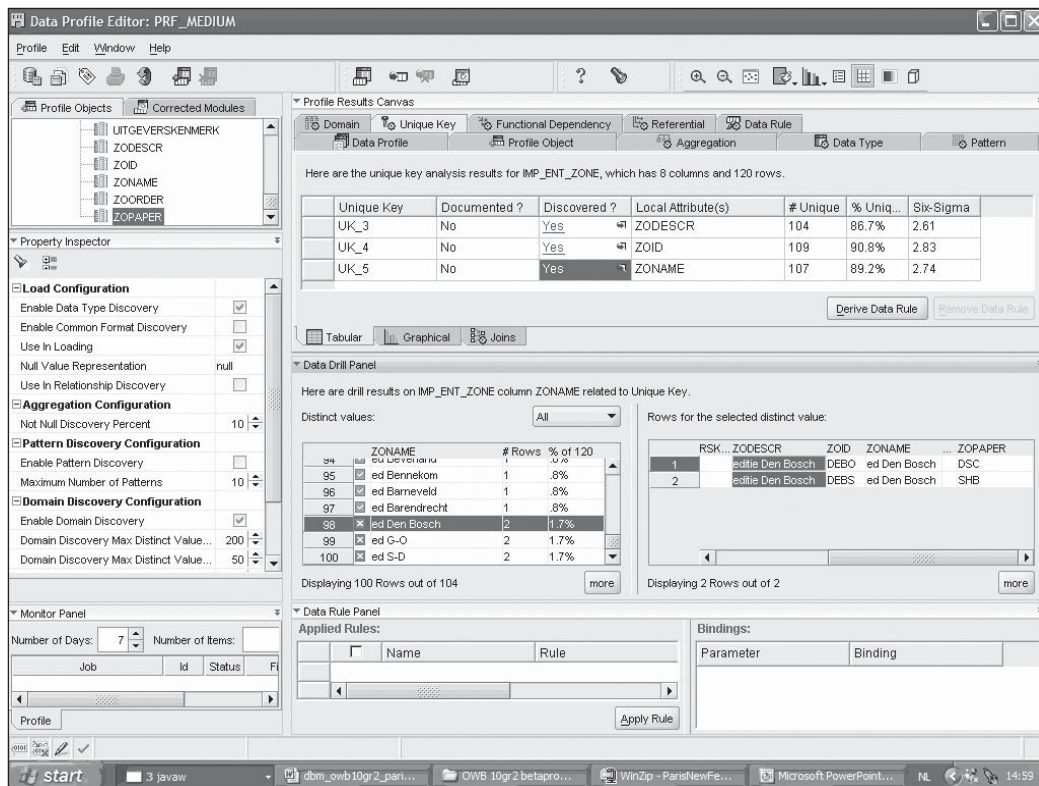 Data Profile Editor: PRF_MEDIUM
Profile Edit Window Help
Profile Objects Corrected Modules
UITGEVERSKENMERK
ZODESCR
ZOID
ZONAME
ZOORDER
ZOPAPER
Property Inspector
Load Configuration
Enable Data Type Discovery
Enable Common Format Discovery
Use In Loading
Null Value Representation null
Use In Relationship Discovery
Aggregation Configuration
Not Null Discovery Percent 10
Pattern Discovery Configuration
Enable Pattern Discovery
Maximum Number of Patterns 10
Domain Discovery Configuration
Enable Domain Discovery
Domain Discovery Max Distinct Value... 200
Domain Discovery Max Distinct Value... 50
Monitor Panel
Number of Days: 7 Number of Items:
Job Id Status Fi
Profile
Profile Results Canvas
Domain Unique Key Functional Dependency Referential Data Rule
Data Profile Profile Object Aggregation Data Type Pattern
Here are the unique key analysis results for IMP_ENT_ZONE, which has 8 columns and 120 rows.
Unique Key Documented ? Discovered ? Local Attribute(s) # Unique % Uniq... Six-Sigma
UK_3 No Yes ZODESCR 104 86.7% 2.61
UK_4 No Yes ZOID 109 90.8% 2.83
UK_5 No Yes ZONAME 107 89.2% 2.74
Derive Data Rule Remove Data Rule
Tabular Graphical Joins
Data Drill Panel
Here are drill results on IMP_ENT_ZONE column ZONAME related to Unique Key.
Distinct values: All
ZONAME # Rows % of 120
94
95 ed Bennekom 1 .8%
96 ed Barneveld 1 .8%
97 ed Barendrecht 1 .8%
98 ed Den Bosch 2 1.7%
99 ed G-O 2 1.7%
100 ed S-D 2 1.7%
Displaying 100 Rows out of 104 more
Rows for the selected distinct value:
RSK... ZODESCR ZOID ZONAME ... ZOPAPER
1 editie Den Bosch DEBO ed Den Bosch DSC
2 editie Den Bosch DEBS ed Den Bosch SHB
Displaying 2 Rows out of 2 more
Data Rule Panel
Applied Rules:
Name Rule
Apply Rule
Bindings:
Parameter Binding
start 3 javaw dbm_owb10gr2_pari... OWB 10gr2 betapro... WinZip - ParisNewFe... Microsoft PowerPoint... NL 14:59